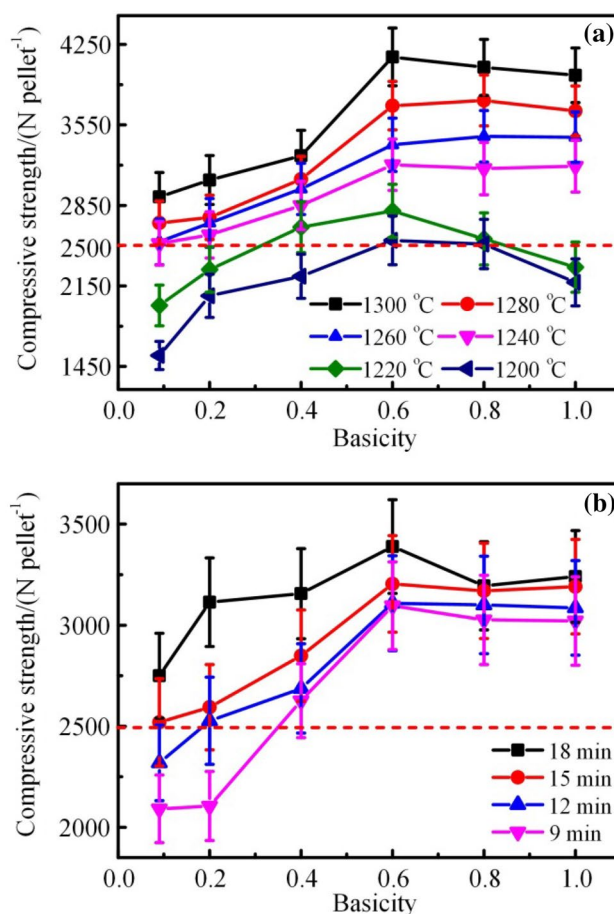 (a)
Compressive strength/(N pellet⁻¹)
4250
3550
2850
2500
2150
1450
1300 °C
1280 °C
1260 °C
1240 °C
1220 °C
1200 °C
0.0 0.2 0.4 0.6 0.8 1.0
Basicity
(b)
Compressive strength/(N pellet⁻¹)
3500
3000
2500
2000
18 min
15 min
12 min
9 min
0.0 0.2 0.4 0.6 0.8 1.0
Basicity